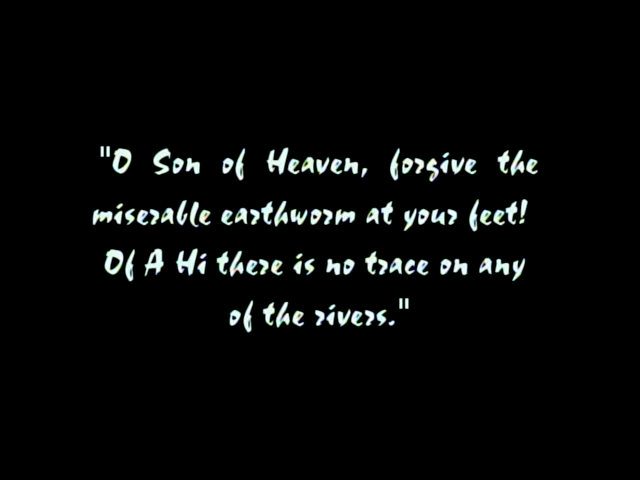 "O Son of Heaven, forgive the
miserable earthworm at your feet!
Of A Hi there is no trace on any
of the rivers."